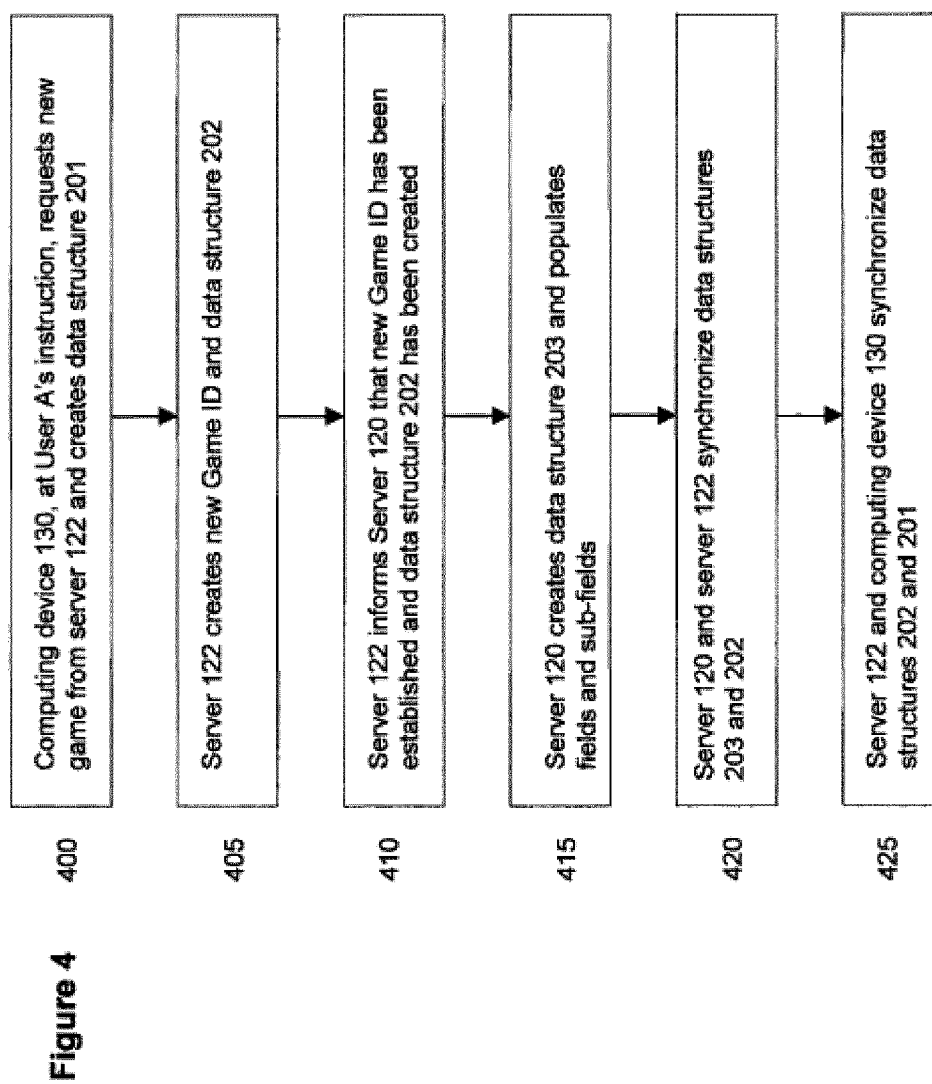 Figure 4
400
Computing device 130, at User A's instruction, requests new
game from server 122 and creates data structure 201
405
Server 122 creates new Game ID and data structure 202
410
Server 122 informs Server 120 that new Game ID has been
established and data structure 202 has been created
415
Server 120 creates data structure 203 and populates
fields and sub-fields
420
Server 120 and server 122 synchronize data structures
203 and 202
425
Server 122 and computing device 130 synchronize data
structures 202 and 201